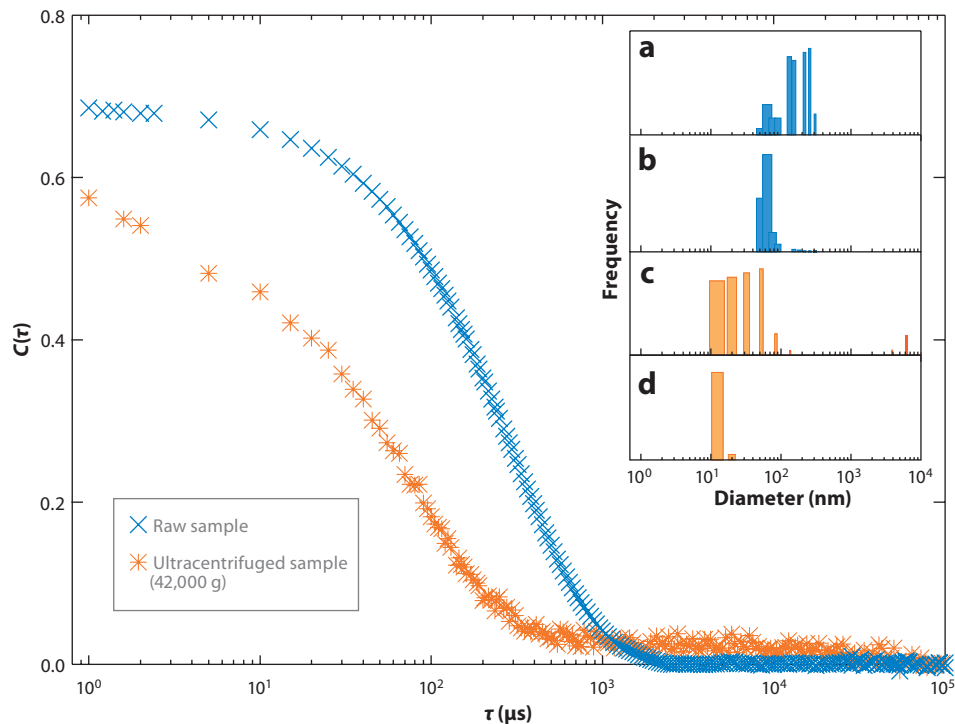 0.8
0.6
0.4
0.2
0.0
C(τ)
10⁰
10¹
10²
10³
10⁴
10⁵
τ (μs)
Raw sample
Ultracentrifuged sample
(42,000 g)
a
b
c
d
Frequency
10⁰
10¹
10²
10³
10⁴
Diameter (nm)